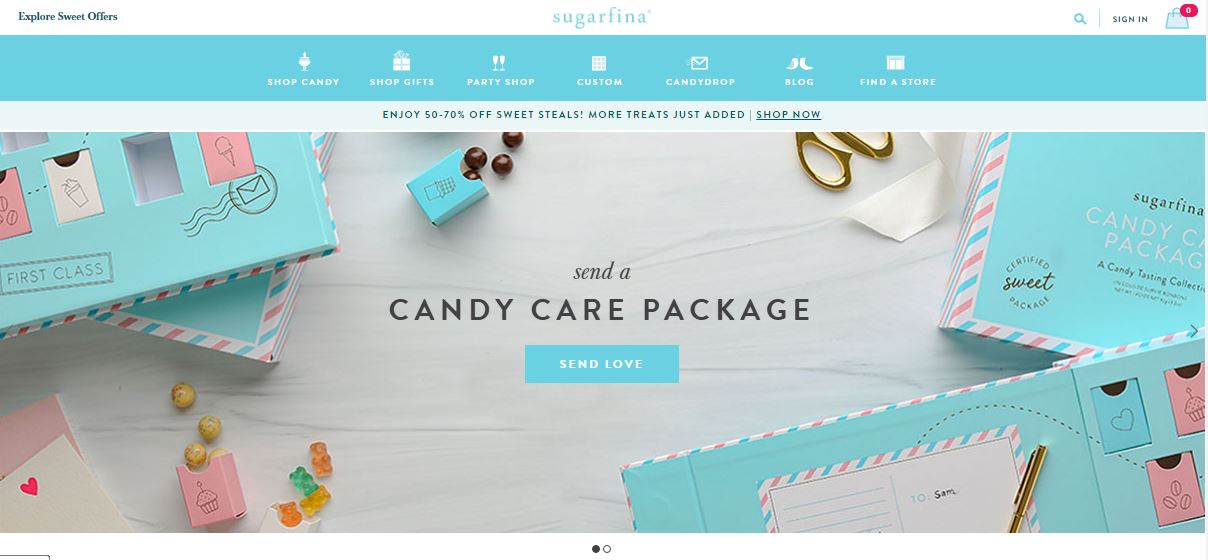 Explore Sweet Offers
sugarfina
SIGN IN
0
SHOP CANDY
SHOP GIFTS
PARTY SHOP
CUSTOM
CANDYDROP
BLOG
FIND A STORE
ENJOY 50-70% OFF SWEET STEALS! MORE TREATS JUST ADDED | SHOP NOW
FIRST CLASS
send a
CANDY CARE PACKAGE
SEND LOVE
sugarfina
CANDY CA
PACKAG
A Candy Tasting Collecti
CERTIFIED
sweet
PACKAGE
TO: Sam